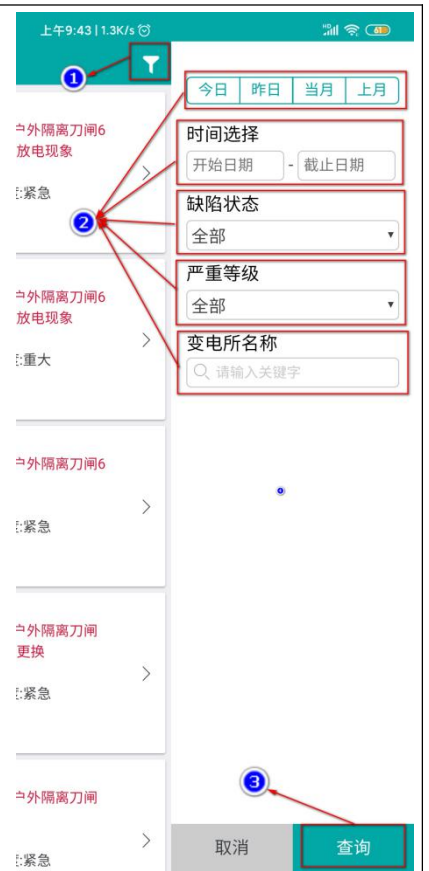 上午9:43 | 1.3K/s
HD
61
1
今日 昨日 当月 上月
户外隔离刀闸6
放电现象
时间选择
开始日期 - 截止日期
:紧急
缺陷状态
2
全部
严重等级
户外隔离刀闸6
放电现象
全部
变电所名称
:重大
请输入关键字
户外隔离刀闸6
:紧急
户外隔离刀闸
更换
:紧急
3
户外隔离刀闸
取消
查询
:紧急